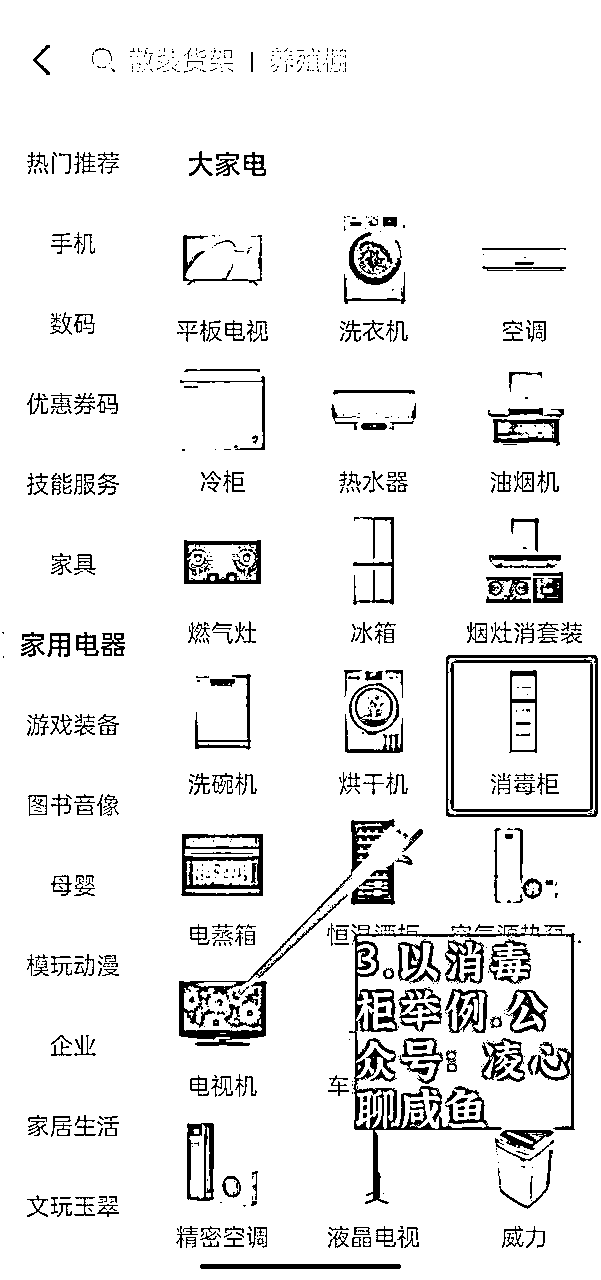 散装货架 | 养殖棚
热门推荐
手机
数码
优惠券码
技能服务
家具
家用电器
游戏装备
图书音像
母婴
模玩动漫
企业
家居生活
文玩玉翠
大家电
平板电视 洗衣机 空调
冷柜 热水器 油烟机
燃气灶 冰箱 烟灶消套装
洗碗机 烘干机 消毒柜
电蒸箱 恒温酒柜 空气源热泵
电视机 车
精密空调 液晶电视 威力
3.以消毒
柜举例.公
众号：凌心
聊咸鱼